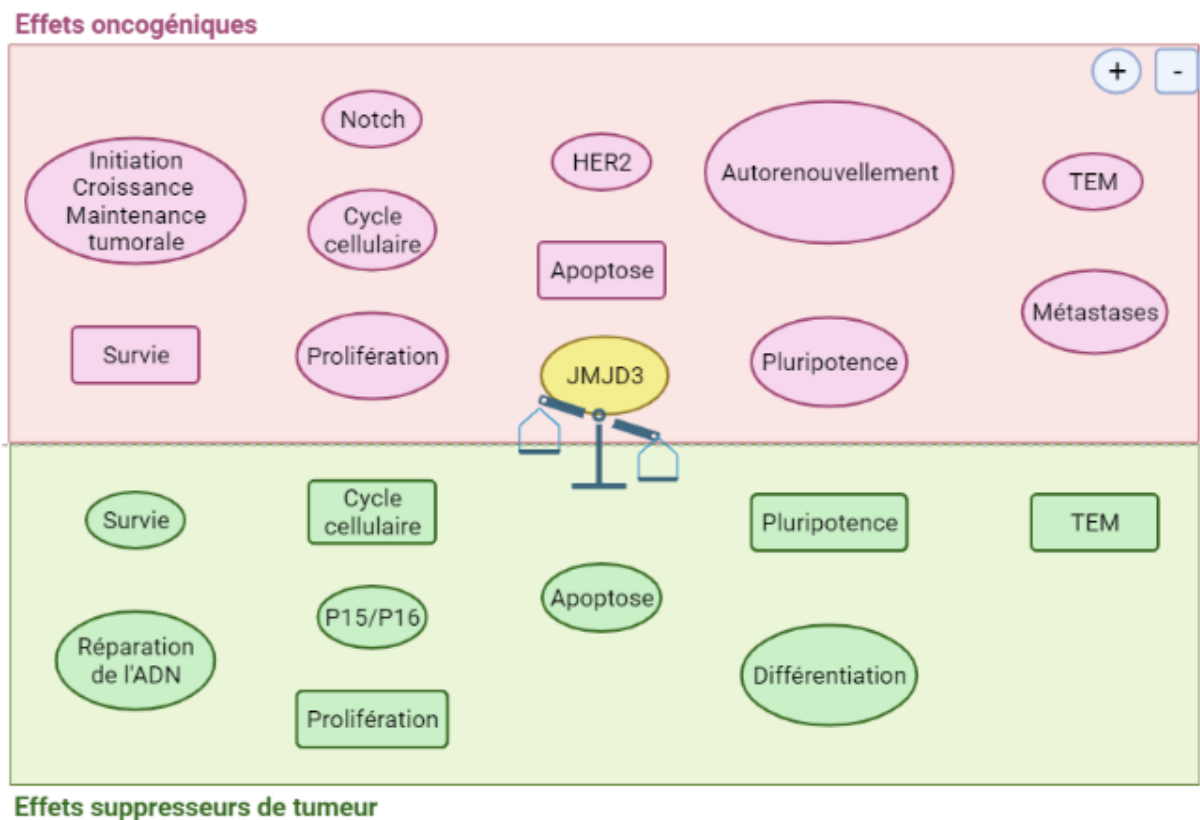 Effets oncogéniques
+
-
Notch
Initiation
Croissance
Maintenance
tumorale
HER2
Autorenouvellement
TEM
Cycle
cellulaire
Apoptose
Métastases
Survie
Prolifération
JMJD3
Pluripotence
Survie
Cycle
cellulaire
Pluripotence
TEM
P15/P16
Apoptose
Réparation
de l'ADN
Différentiation
Prolifération
Effets suppresseurs de tumeur